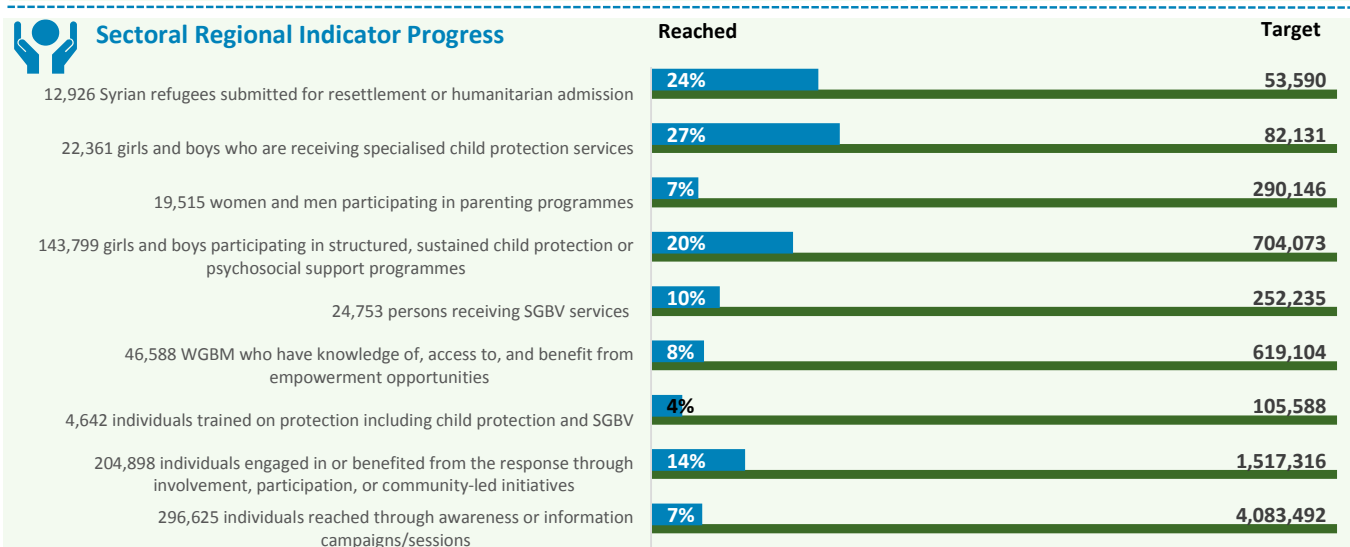 Sectoral Regional Indicator Progress Reached Target
12,926 Syrian refugees submitted for resettlement or humanitarian admission 24% 53,590
22,361 girls and boys who are receiving specialised child protection services 27% 82,131
19,515 women and men participating in parenting programmes 7% 290,146
143,799 girls and boys participating in structured, sustained child protection or 20% 704,073
psychosocial support programmes
24,753 persons receiving SGBV services 10% 252,235
46,588 WGBM who have knowledge of, access to, and benefit from 8% 619,104
empowerment opportunities
4,642 individuals trained on protection including child protection and SGBV 4% 105,588
204,898 individuals engaged in or benefited from the response through 14% 1,517,316
involvement, participation, or community-led initiatives
296,625 individuals reached through awareness or information 7% 4,083,492
campaigns/sessions